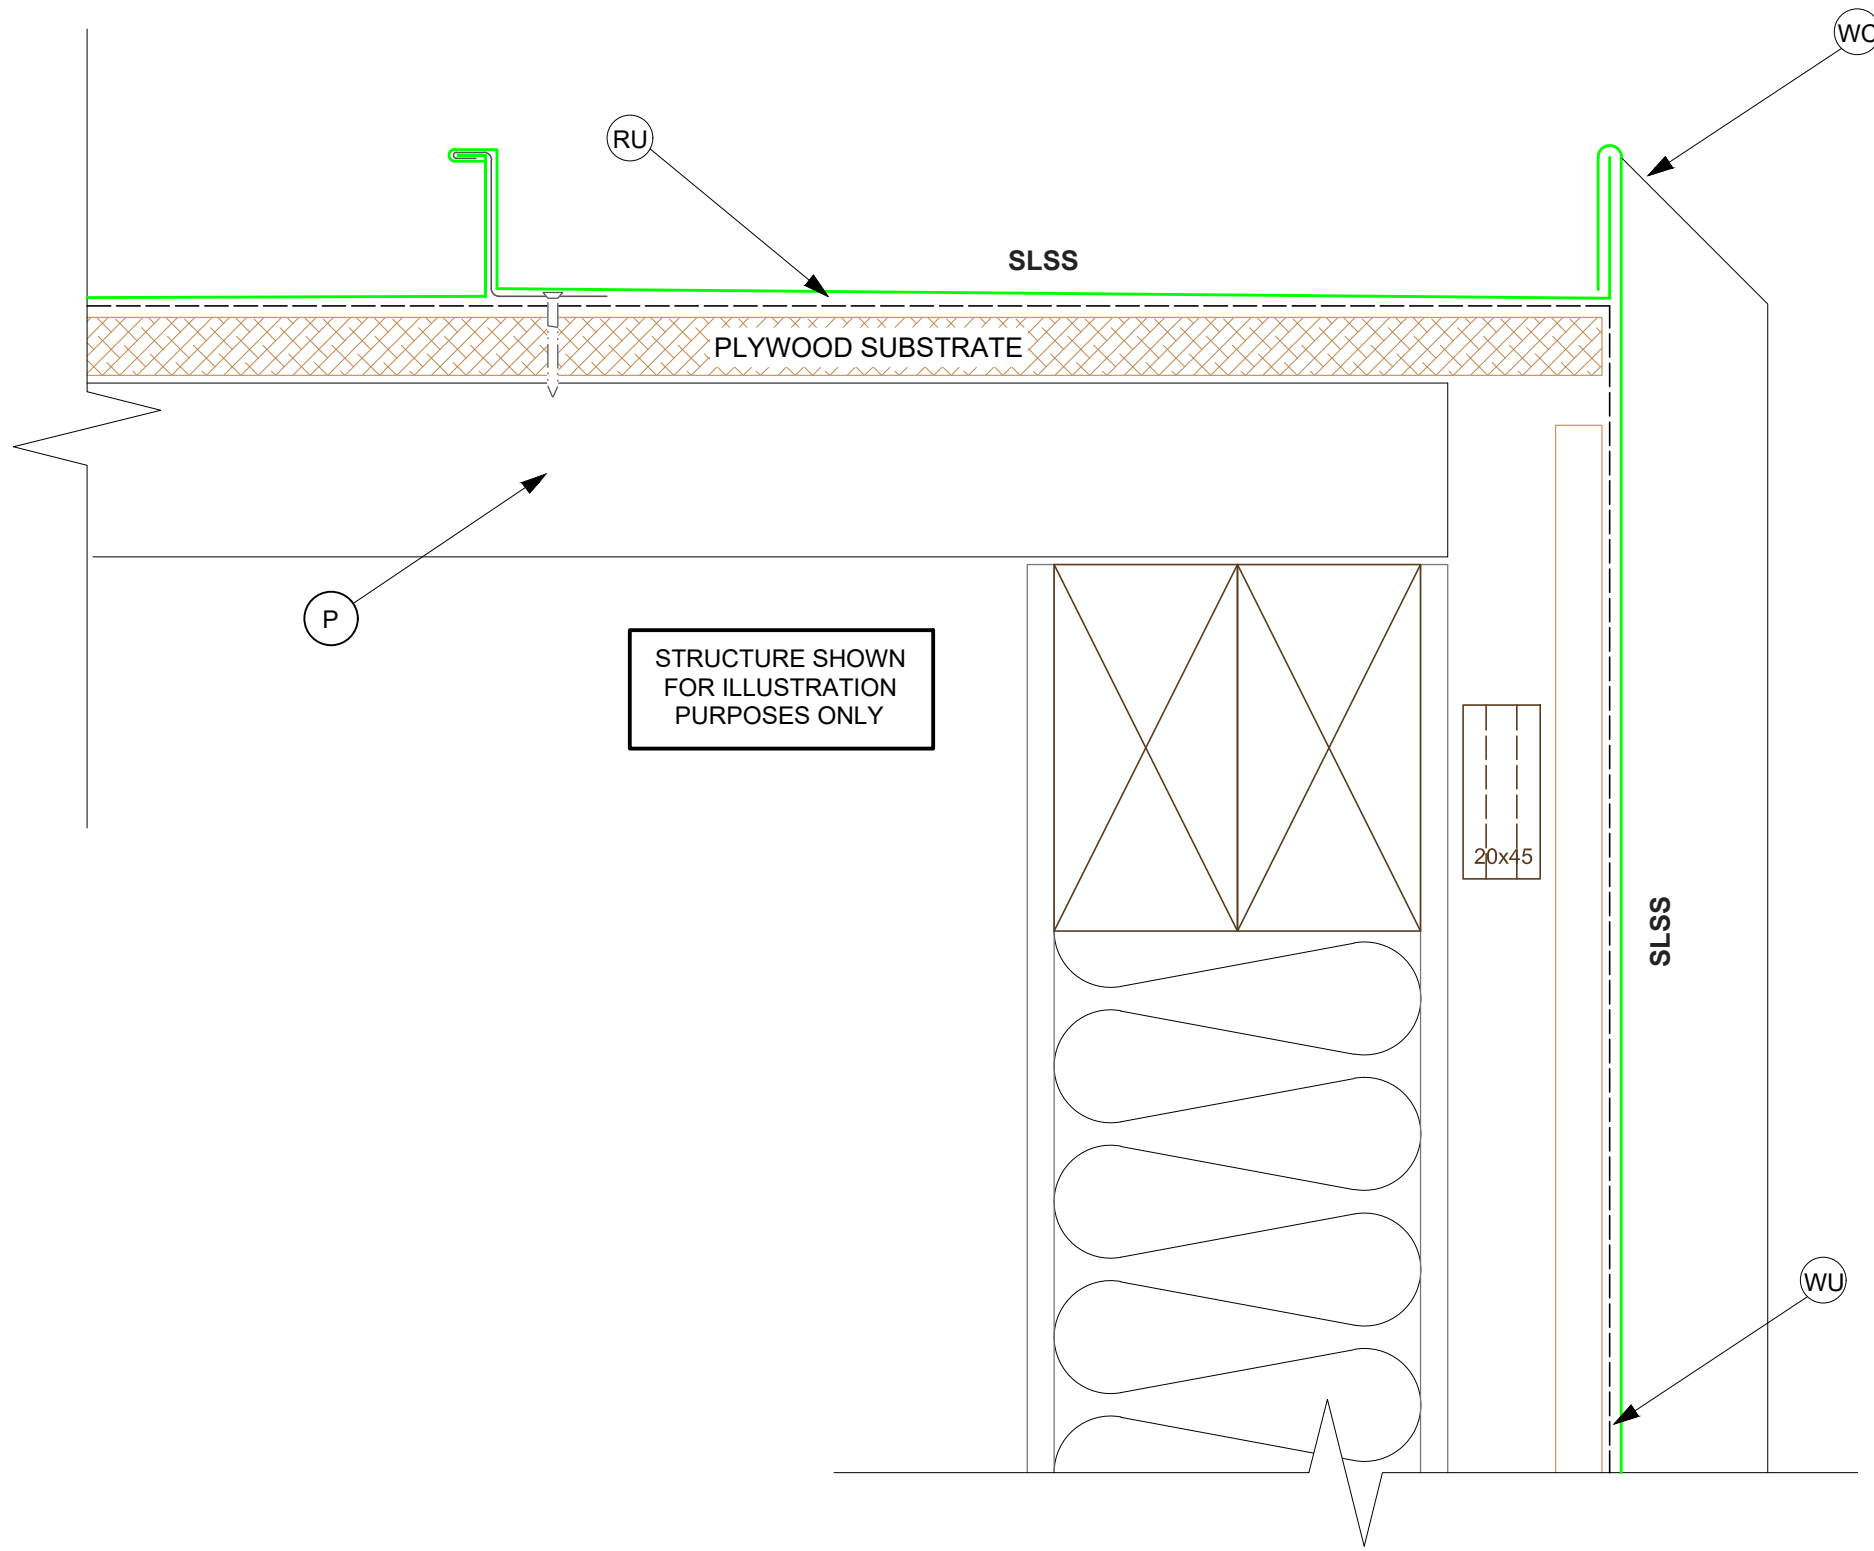 WC
RU
SLSS
PLYWOOD SUBSTRATE
P
STRUCTURE SHOWN
FOR ILLUSTRATION
PURPOSES ONLY
20x45
SLSS
WU